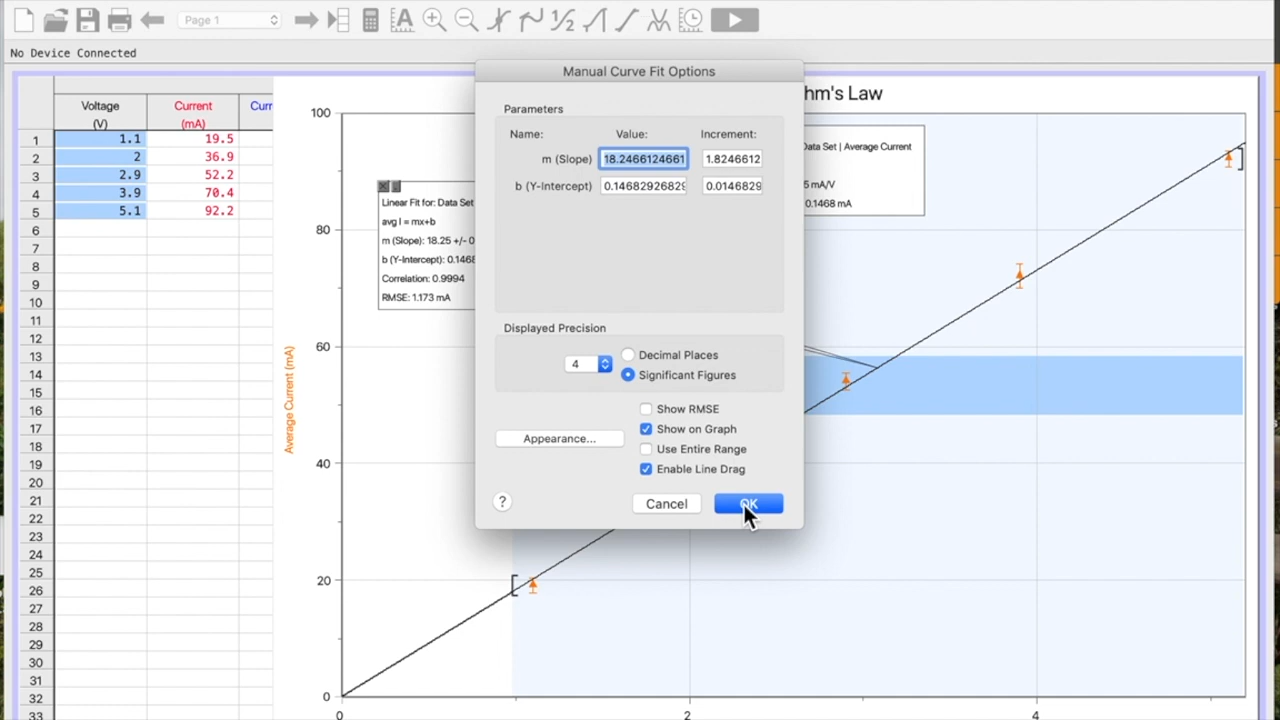 Page 1
No Device Connected
Manual Curve Fit Options
Parameters
Name: Value: Increment:
m (Slope) 18.2466124661 1.8246612
b (Y-Intercept) 0.14682926829 0.0146829
Displayed Precision
4
Decimal Places
Significant Figures
Show RMSE
Appearance...
Show on Graph
Use Entire Range
Enable Line Drag
?
Cancel
OK
Voltage Current Curr
(V) (mA)
1 1.1 19.5
2 2 36.9
3 2.9 52.2
4 3.9 70.4
5 5.1 92.2
6
7
8
9
10
11
12
13
14
15
16
17
18
19
20
21
22
23
24
25
26
27
28
29
30
31
32
33
hm's Law
Data Set | Average Current
5 mA/V
0.1468 mA
Linear Fit for: Data Set
avg I = mx+b
m (Slope): 18.25 +/- 0
b (Y-Intercept): 0.1468
Correlation: 0.9994
RMSE: 1.173 mA
Average Current (mA)
100
80
60
40
20
0
0 2 4